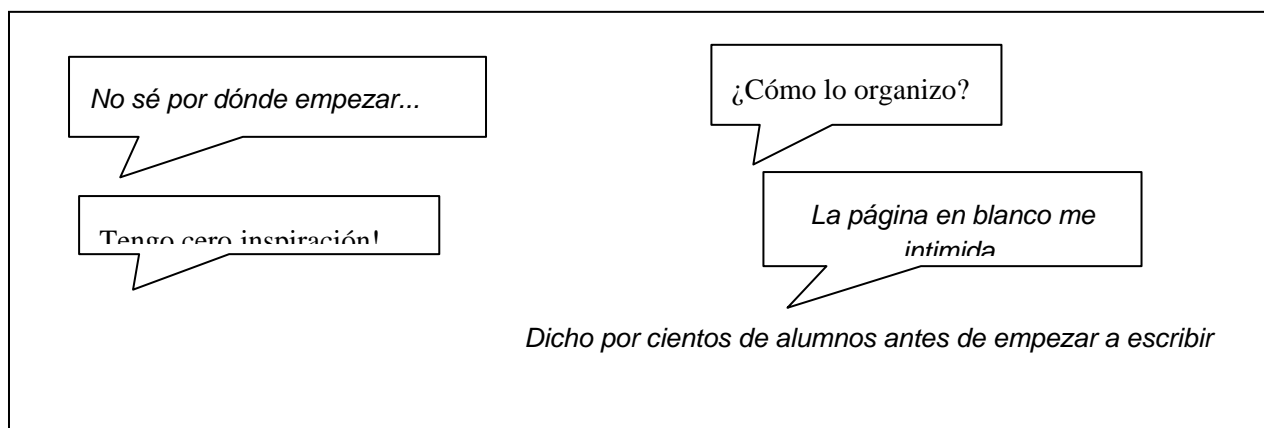 No sé por dónde empezar...
¿Cómo lo organizo?
Tengo cero inspiración!
La página en blanco me
intimida
Dicho por cientos de alumnos antes de empezar a escribir